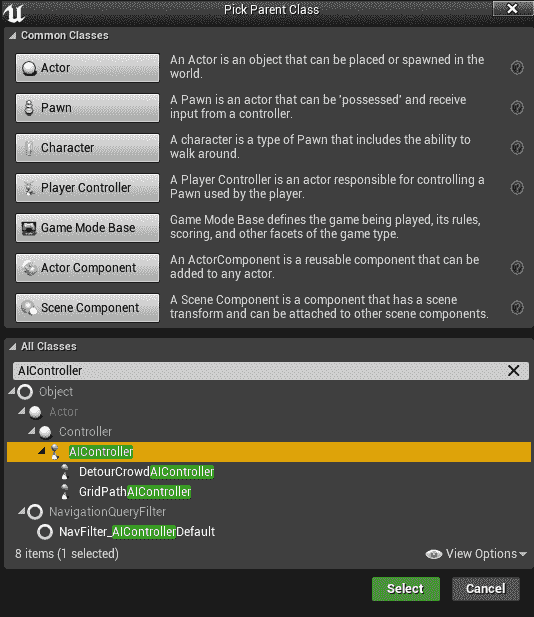 Pick Parent Class
Common Classes
Actor
An Actor is an object that can be placed or spawned in the
world.
Pawn
A Pawn is an actor that can be 'possessed' and receive
input from a controller.
Character
A character is a type of Pawn that includes the ability to
walk around.
Player Controller
A Player Controller is an actor responsible for controlling a
Pawn used by the player.
Game Mode Base
Game Mode Base defines the game being played, its rules,
scoring, and other facets of the game type.
Actor Component
An ActorComponent is a reusable component that can be
added to any actor.
Scene Component
A Scene Component is a component that has a scene
transform and can be attached to other scene components.
All Classes
AIController
Object
Actor
Controller
AIController
DetourCrowdAIController
GridPathAIController
NavigationQueryFilter
NavFilter_AIControllerDefault
8 items (1 selected)
View Options
Select
Cancel